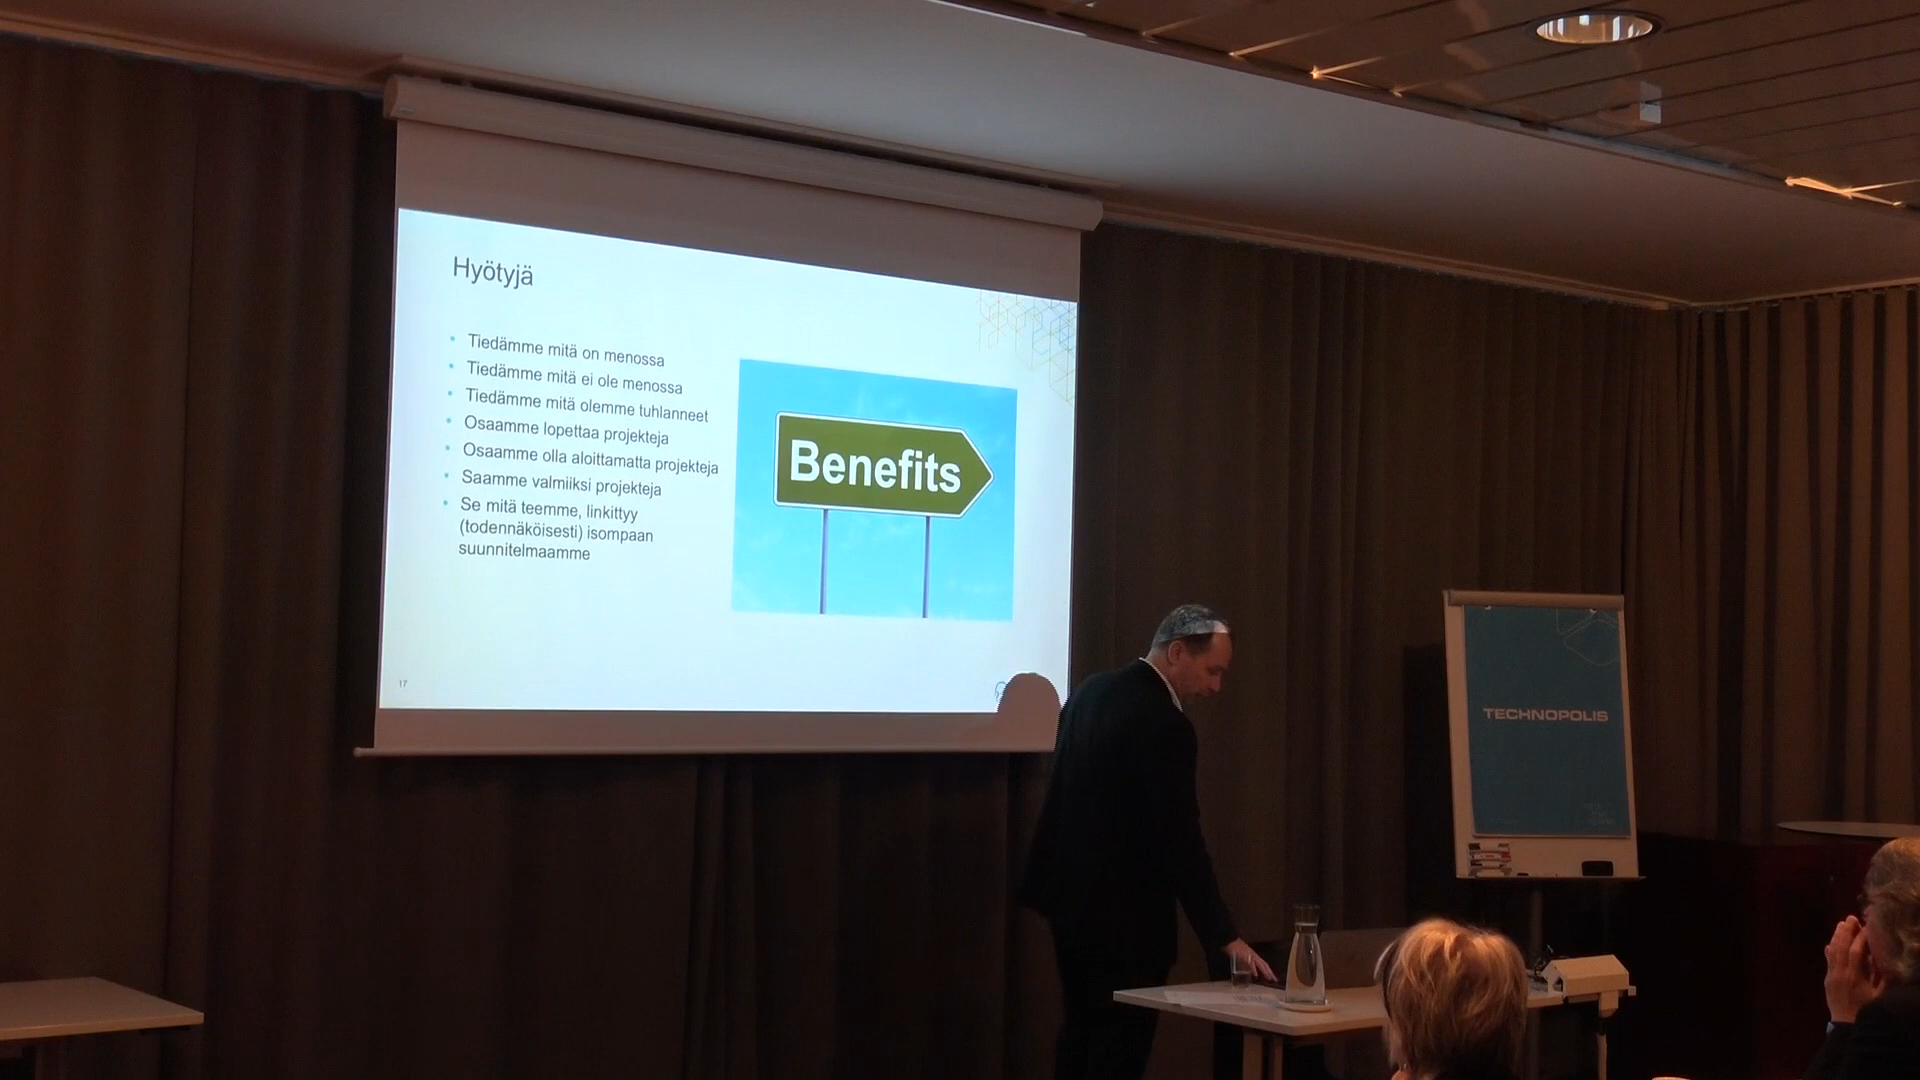 Hyötyjä
• Tiedämme mitä on menossa
• Tiedämme mitä ei ole menossa
• Tiedämme mitä olemme tuhlanneet
• Osaamme lopettaa projekteja
• Osaamme olla aloittamatta projekteja
• Saamme valmiiksi projekteja
• Se mitä teemme, linkittyy
(todennäköisesti) isompaan
suunnitelmaamme
Benefits
17
TECHNOPOLIS